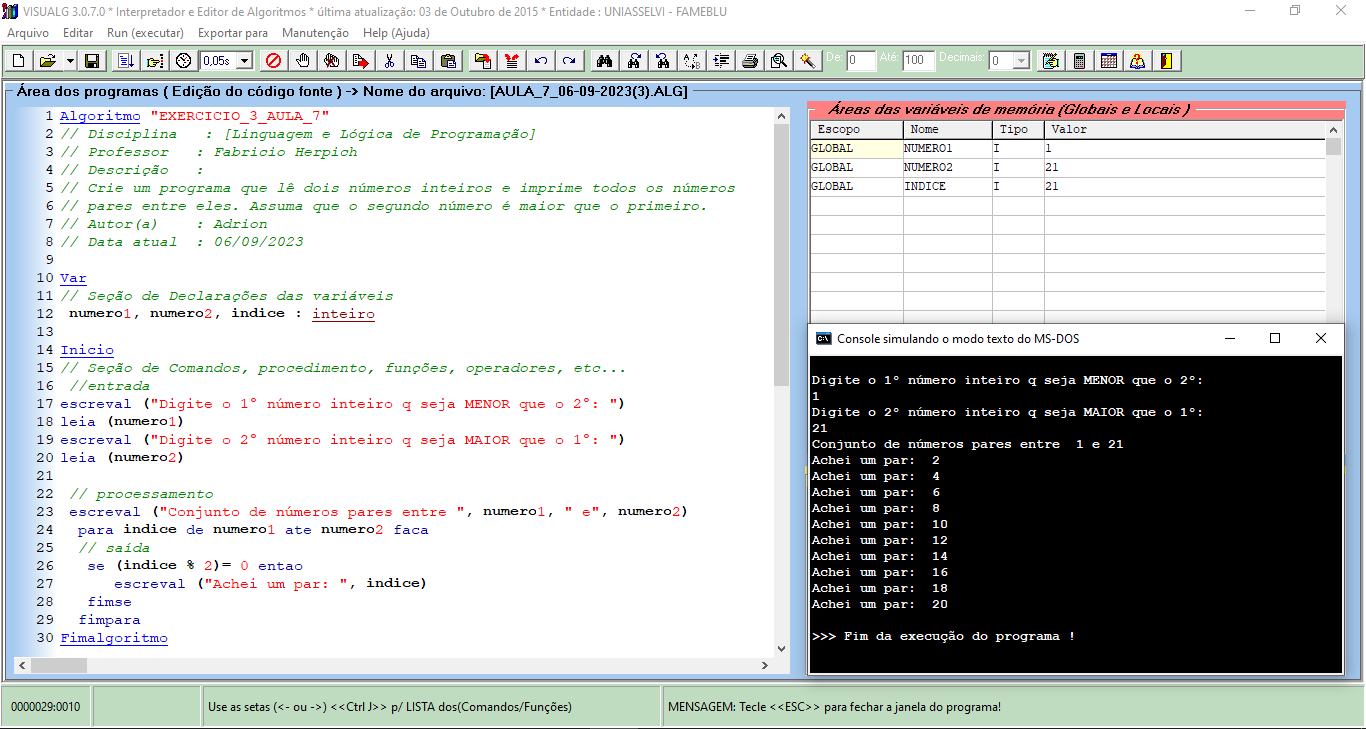 VISUALG 3.0.7.0 * Interpretador e Editor de Algoritmos * última atualização: 03 de Outubro de 2015 * Entidade : UNIASSELVI - FAMEBLU
Arquivo Editar Run (executar) Exportar para Manutenção Help (Ajuda)
0,05s De: 0 Até: 100 Decimais: 0
Área dos programas ( Edição do código fonte ) -> Nome do arquivo: [AULA_7_06-09-2023(3).ALG]
1 Algoritmo "EXERCICIO_3_AULA_7"
2 // Disciplina : [Linguagem e Lógica de Programação]
3 // Professor : Fabricio Herpich
4 // Descrição :
5 // Crie um programa que lê dois números inteiros e imprime todos os números
6 // pares entre eles. Assuma que o segundo número é maior que o primeiro.
7 // Autor(a) : Adrion
8 // Data atual : 06/09/2023
9
10 Var
11 // Seção de Declarações das variáveis
12 numero1, numero2, indice : inteiro
13
14 Inicio
15 // Seção de Comandos, procedimento, funções, operadores, etc...
16 //entrada
17 escreval ("Digite o 1º número inteiro q seja MENOR que o 2º: ")
18 leia (numero1)
19 escreval ("Digite o 2º número inteiro q seja MAIOR que o 1º: ")
20 leia (numero2)
21
22 // processamento
23 escreval ("Conjunto de números pares entre ", numero1, " e", numero2)
24 para indice de numero1 ate numero2 faca
25 // saída
26 se (indice % 2)= 0 entao
27 escreval ("Achei um par: ", indice)
28 fimse
29 fimpara
30 Fimalgoritmo
Áreas das variáveis de memória (Globais e Locais )
Escopo Nome Tipo Valor
GLOBAL NUMERO1 I 1
GLOBAL NUMERO2 I 21
GLOBAL INDICE I 21
Console simulando o modo texto do MS-DOS
Digite o 1º número inteiro q seja MENOR que o 2º:
1
Digite o 2º número inteiro q seja MAIOR que o 1º:
21
Conjunto de números pares entre 1 e 21
Achei um par: 2
Achei um par: 4
Achei um par: 6
Achei um par: 8
Achei um par: 10
Achei um par: 12
Achei um par: 14
Achei um par: 16
Achei um par: 18
Achei um par: 20
>>> Fim da execução do programa !
0000029:0010 Use as setas (<- ou ->) <<Ctrl J>> p/ LISTA dos(Comandos/Funções) MENSAGEM: Tecle <<ESC>> para fechar a janela do programa!